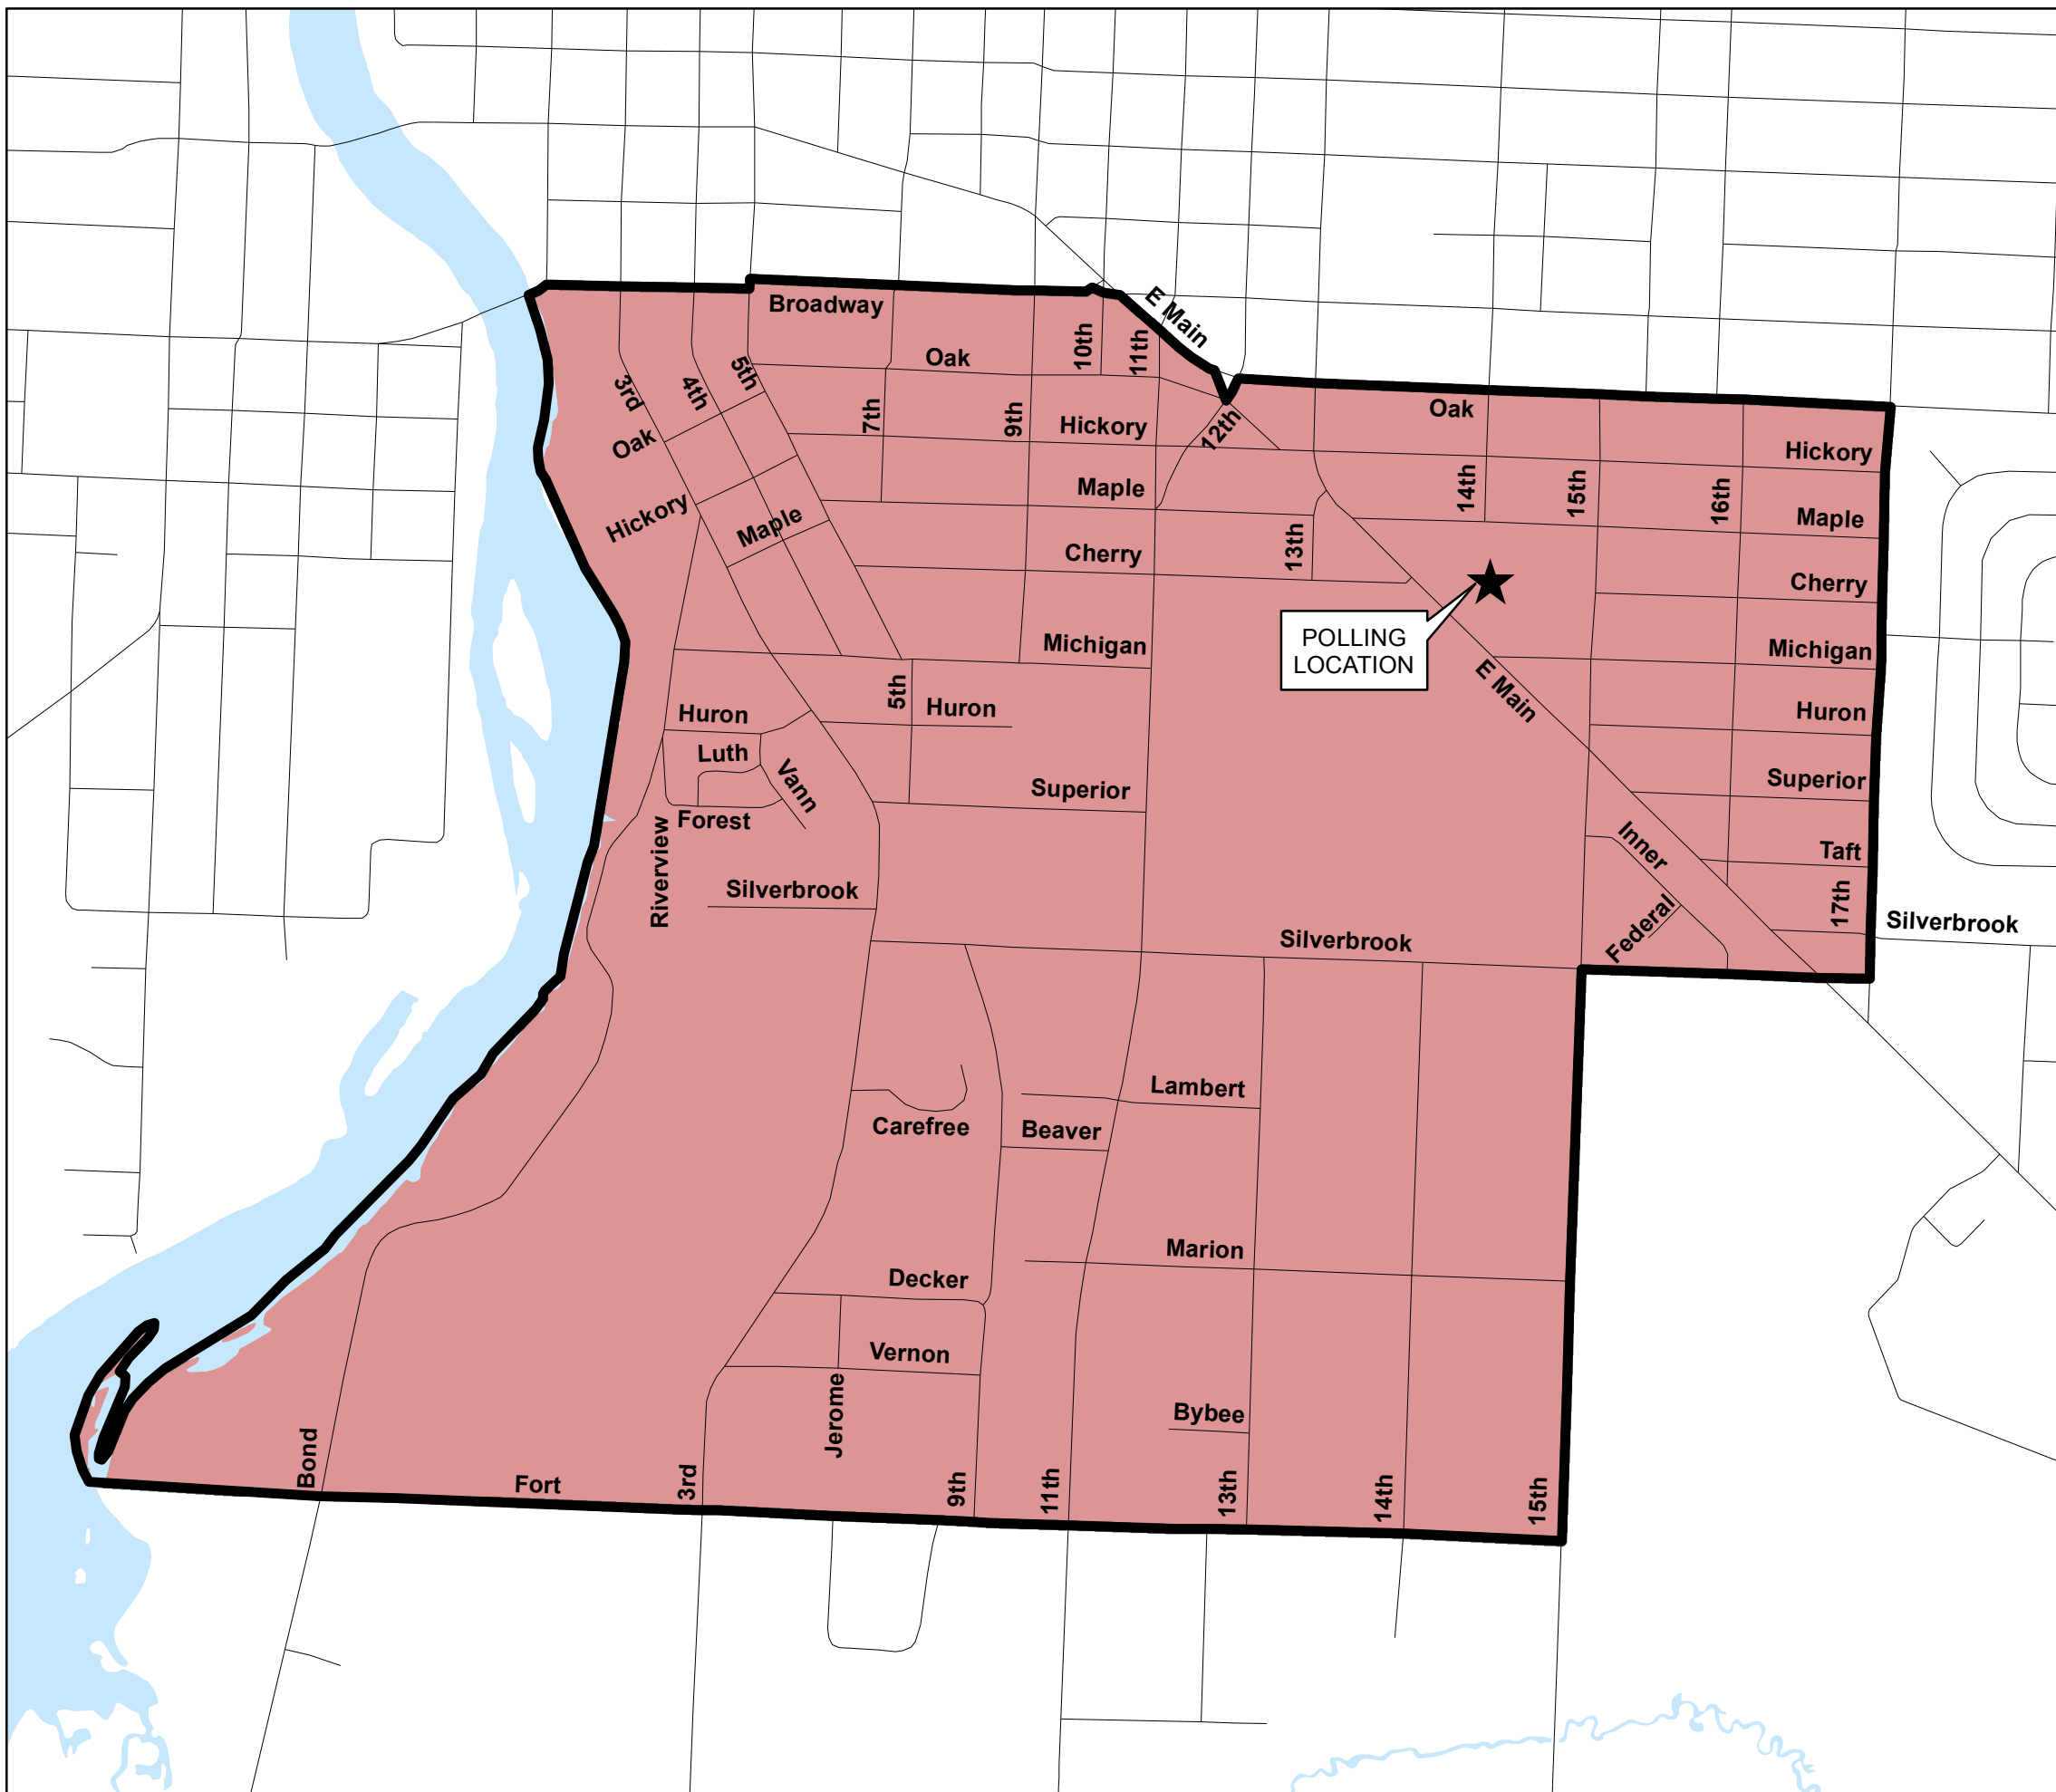 E Main
Broadway
10th
11th
Oak
5th
4th
3rd
7th
9th
Hickory
12th
Oak
Oak
Hickory
14th
15th
16th
Maple
Hickory
Maple
Maple
Cherry
13th
Cherry
POLLING
LOCATION
Michigan
Michigan
5th
Huron
Huron
E Main
Huron
Luth
Vann
Superior
Superior
Forest
Riverview
Inner
Taft
Silverbrook
17th
Federal
Silverbrook
Silverbrook
Lambert
Carefree
Beaver
Marion
Decker
Vernon
Jerome
Bybee
Bond
Fort
3rd
9th
11th
13th
14th
15th